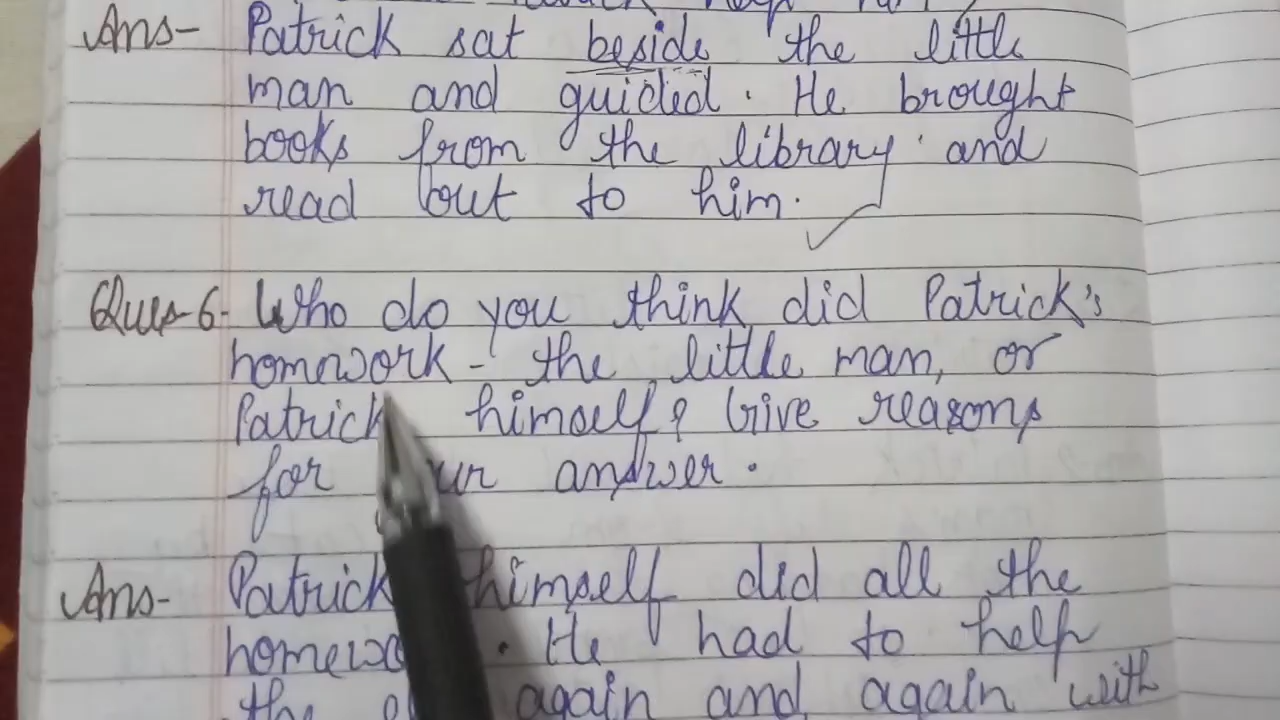 Ans- Patrick sat beside the little
man and guided. He brought
books from the library and
read out to him.
Ques-6- Who do you think did Patrick's
homework - the little man, or
Patrick himself? Give reasons
for answer.
Ans- Patrick himself did all the
. He had to help
the again and again with